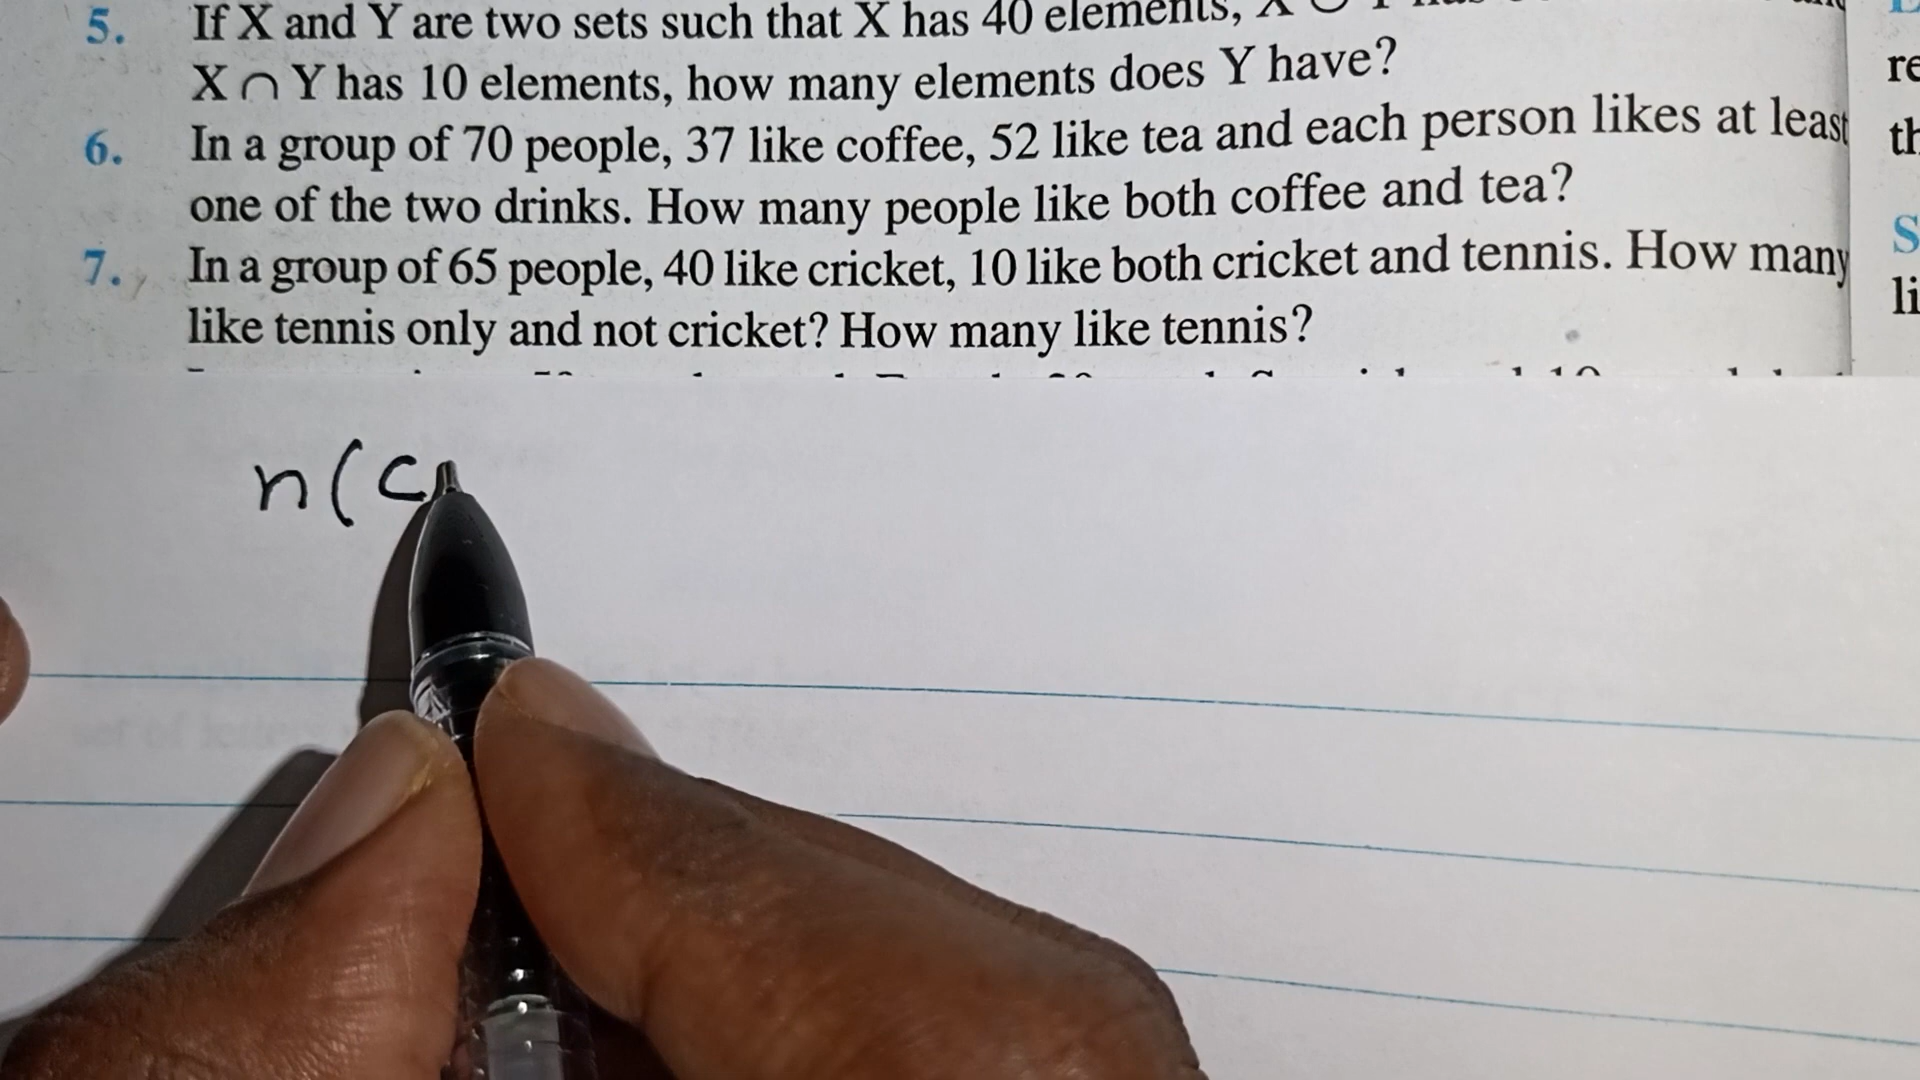 5. If X and Y are two sets such that X has 40 elements, X ∪ Y
X ∩ Y has 10 elements, how many elements does Y have?
6. In a group of 70 people, 37 like coffee, 52 like tea and each person likes at least
one of the two drinks. How many people like both coffee and tea?
7. In a group of 65 people, 40 like cricket, 10 like both cricket and tennis. How many
like tennis only and not cricket? How many like tennis?
n(C
re
th
S
li